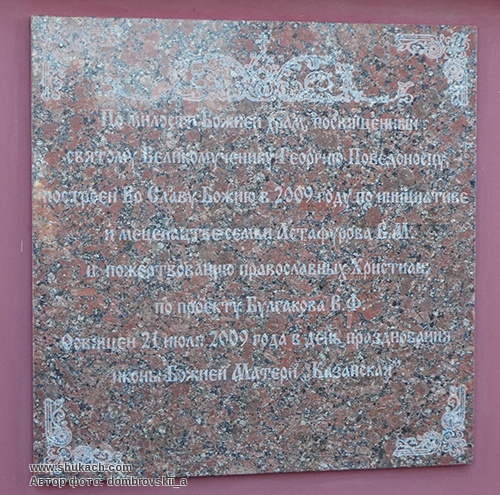 По милости Божией храм, посвященный
святому Великомученику Георгию Победоносцу,
построен во Славу Божию в 2009 году по инициативе
и меценатстве семьи Астафурова В.М.
и пожертвованию православных Христиан,
по проекту Булгакова В.Ф.
Освящен 21 июля 2009 года в день празднования
иконы Божией Матери „Казанская"
www.shukach.com
Автор фото: dombrovskii_a